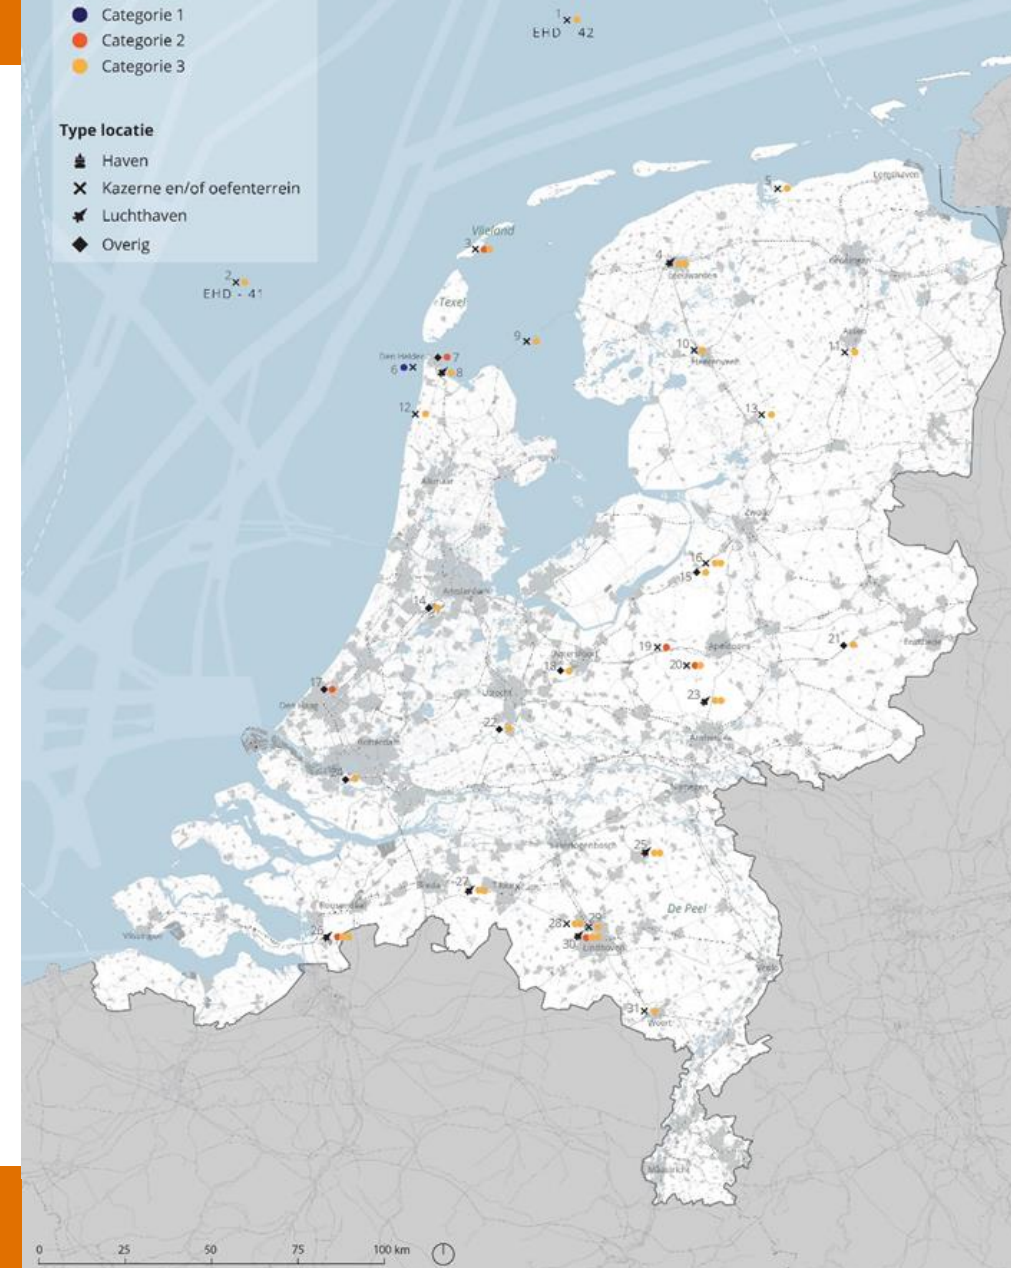 Categorie 1
Categorie 2
Categorie 3
Type locatie
Haven
Kazerne en/of oefenterrein
Luchthaven
Overig
1
EHD - 42
5
Vlieland
3
4
Leeuwarden
2
EHD - 41
Texel
9
Assen
11
10
Heerenveen
Den Helder
7
6
8
12
13
Alkmaar
Zwolle
16
15
14
Amsterdam
19
Apeldoorn
21
Enschede
Amersfoort
18
20
17
Utrecht
23
Den Haag
22
Arnhem
Rotterdam
Nijmegen
25
's-Hertogenbosch
27
Tilburg
Breda
De Peel
Roosendaal
28
29
26
30
Eindhoven
Vlissingen
31
Weert
Maastricht
0
25
50
75
100 km